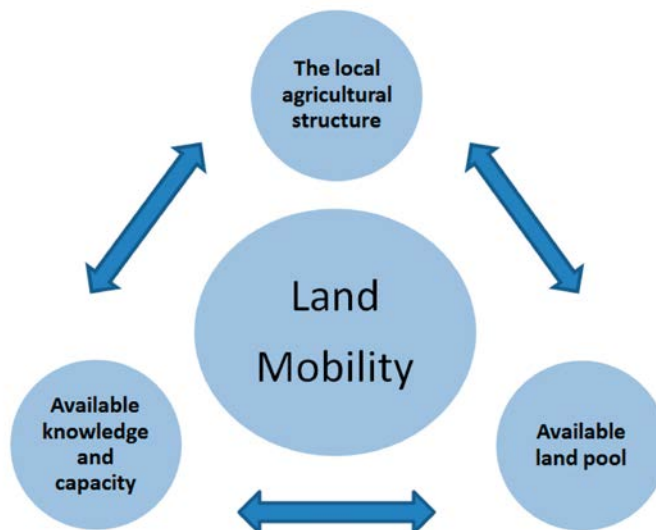 The local
agricultural
structure
Land
Mobility
Available
knowledge
and
capacity
Available
land pool